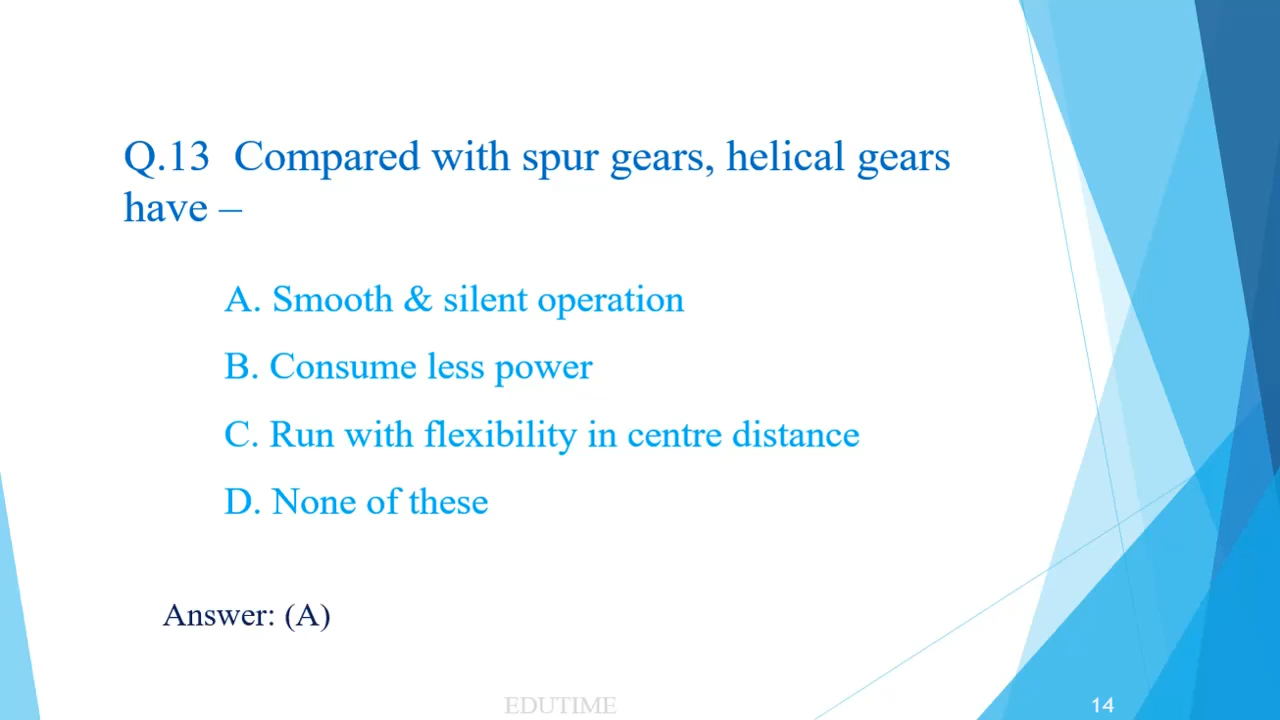 Q.13 Compared with spur gears, helical gears
have –
A. Smooth & silent operation
B. Consume less power
C. Run with flexibility in centre distance
D. None of these
Answer: (A)
EDUTIME
14